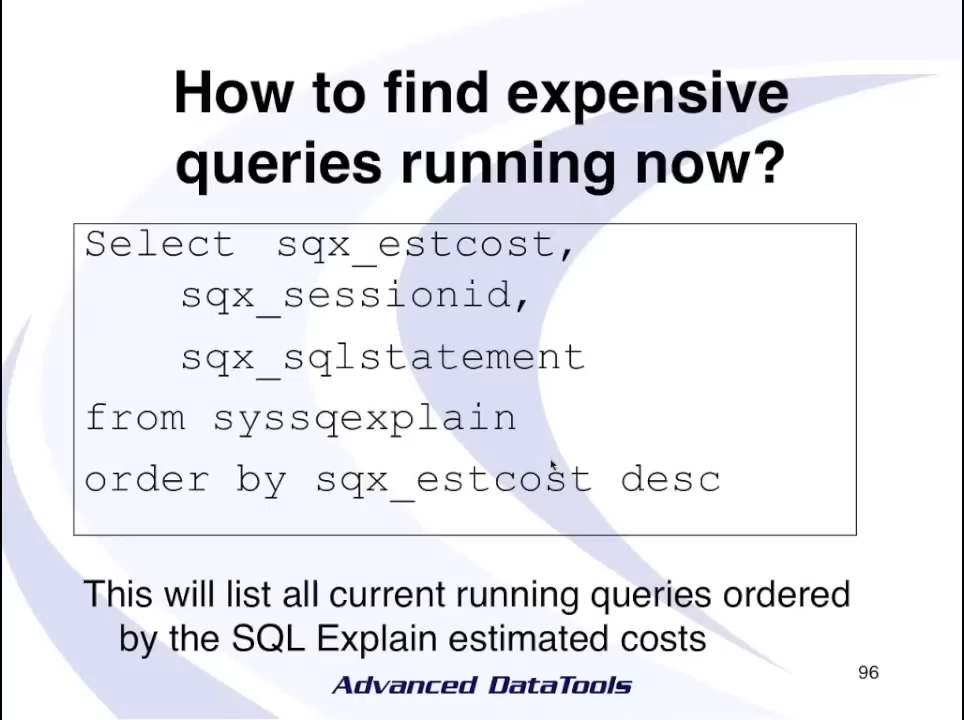 How to find expensive
queries running now?
Select sqx_estcost,
sqx_sessionid,
sqx_sqlstatement
from syssqexplain
order by sqx_estcost desc
This will list all current running queries ordered
by the SQL Explain estimated costs
Advanced DataTools
96